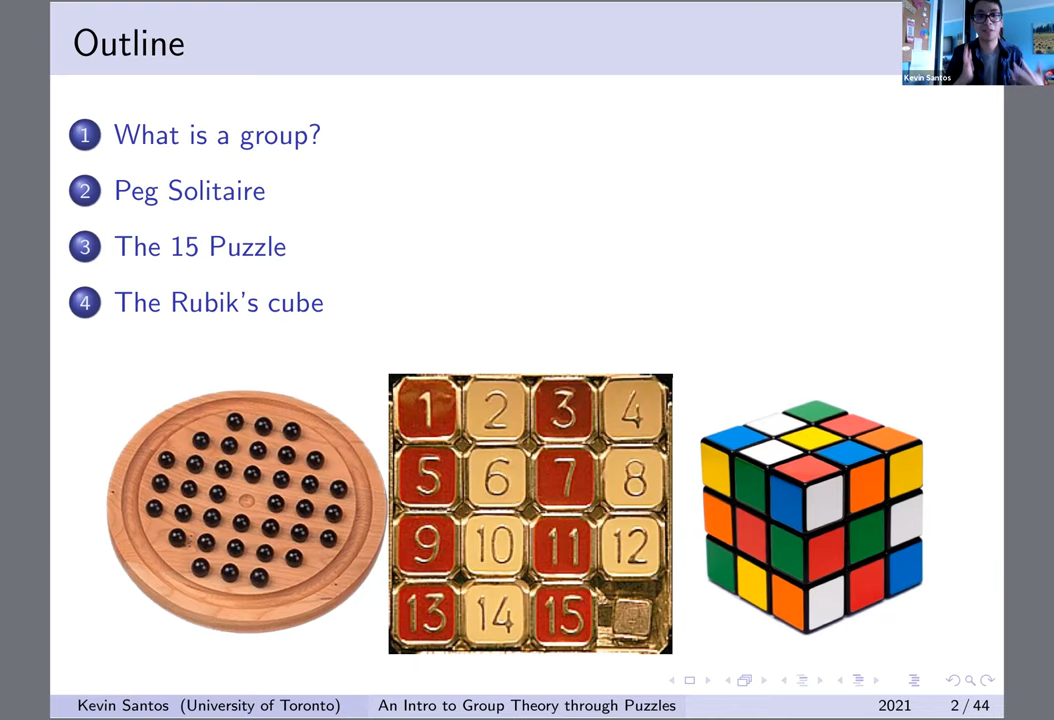 Outline
Kevin Santos
1 What is a group?
2 Peg Solitaire
3 The 15 Puzzle
4 The Rubik's cube
1 2 3 4
5 6 7 8
9 10 11 12
13 14 15
Kevin Santos (University of Toronto) An Intro to Group Theory through Puzzles 2021 2 / 44